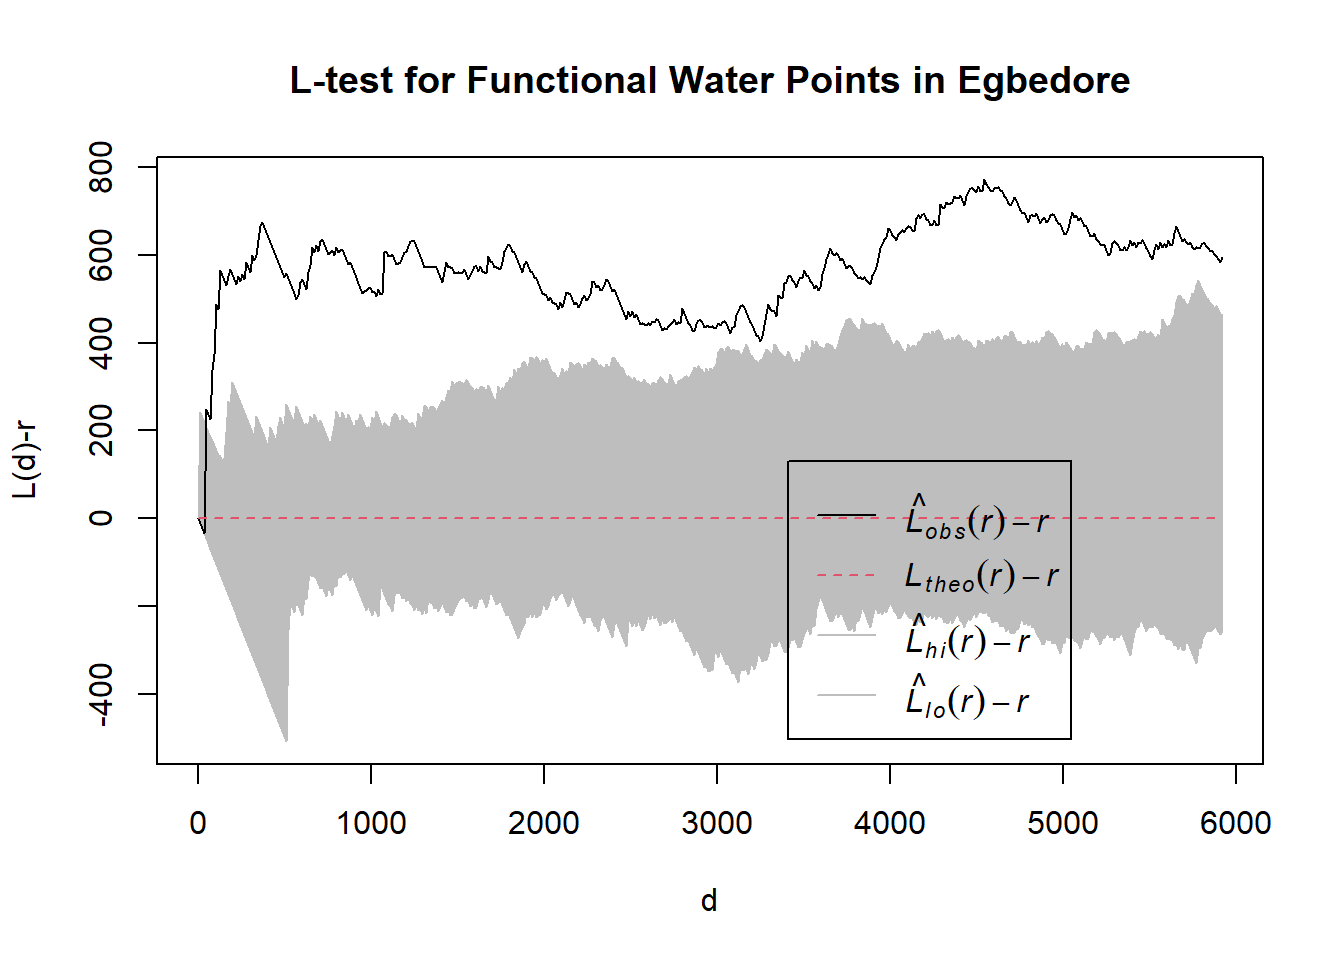 L-test for Functional Water Points in Egbedore
L(d)-r
800
600
400
200
0
-400
L̂obs(r) − r
Ltheo(r) − r
L̂hi(r) − r
L̂lo(r) − r
0 1000 2000 3000 4000 5000 6000
d